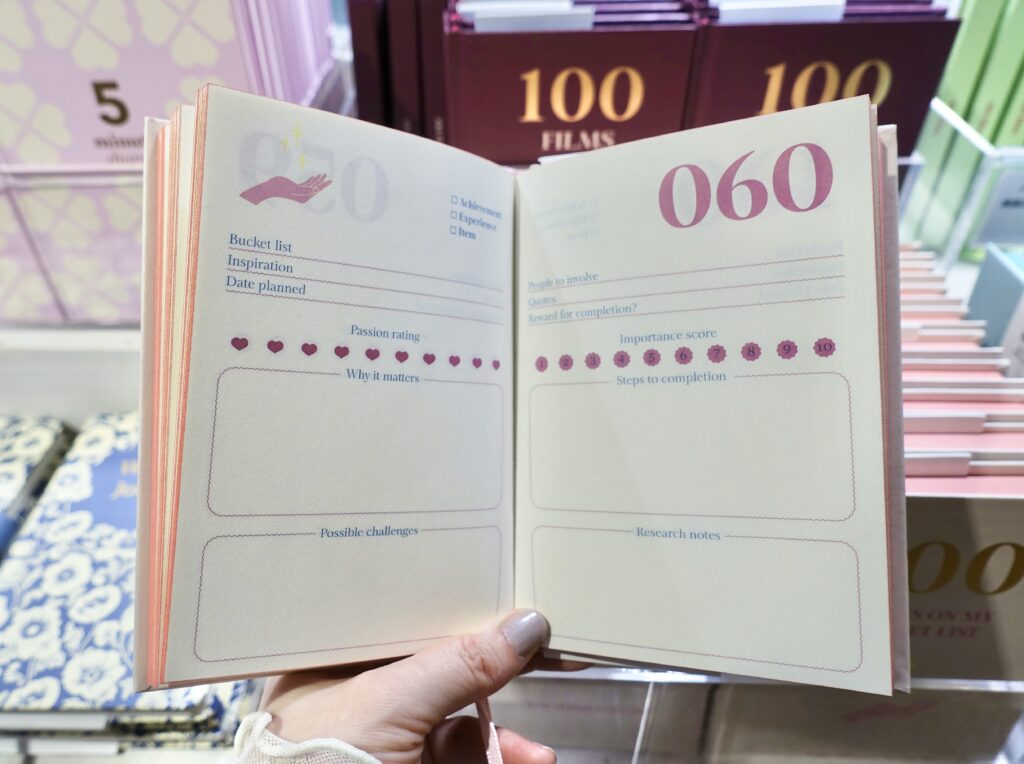 5
100
FILMS
100
060
Achievement
Experience
Item
Bucket list
Inspiration
Date planned
Passion rating
Why it matters
Possible challenges
People to involve
Quotes
Reward for completion?
Importance score
1 2 3 4 5 6 7 8 9 10
Steps to completion
Research notes
ON MY